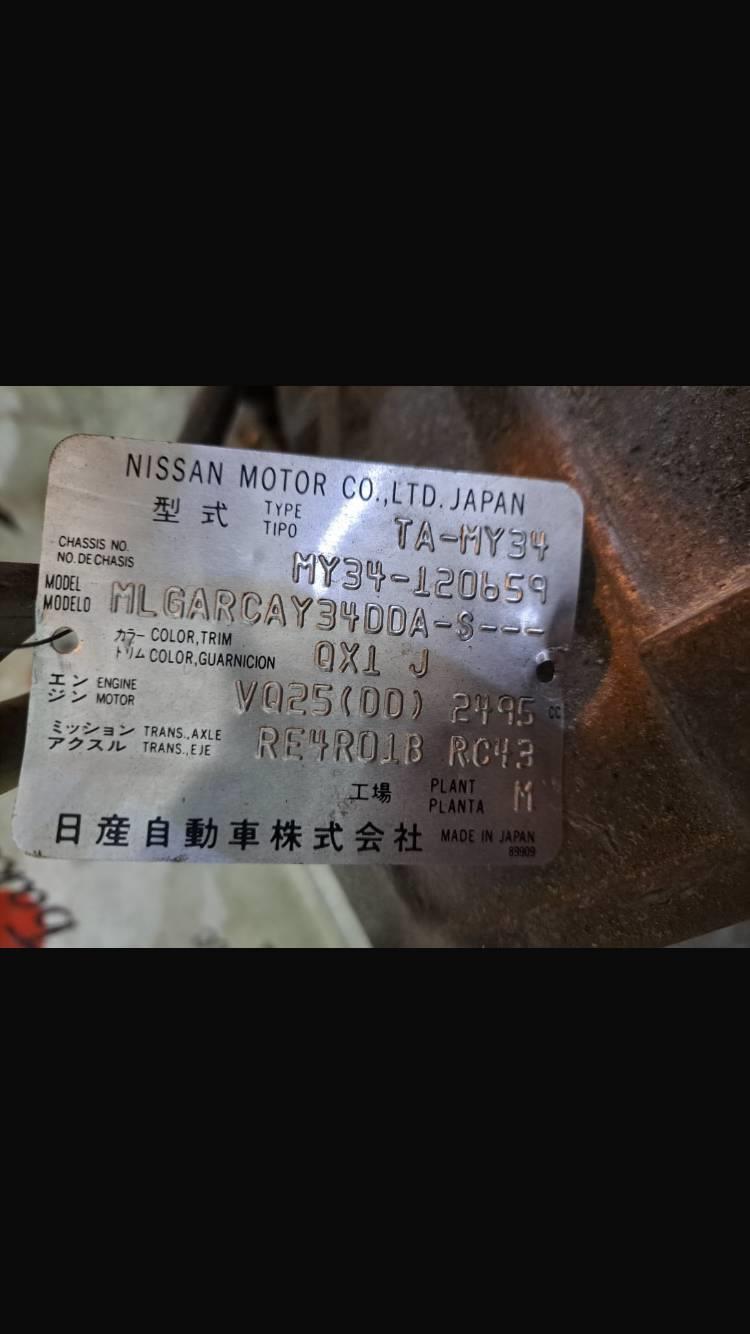 NISSAN MOTOR CO.,LTD. JAPAN
型式 TYPE TIPO TA-MY34
CHASSIS NO. NO. DE CHASIS MY34-120659
MODEL MODELO MLGARCAY34DDA-S---
カラー トリム COLOR,TRIM COLOR,GUARNICION QX1 J
エンジン ENGINE MOTOR VQ25(DD) 2495 CC
ミッション アクスル TRANS.,AXLE TRANS.,EJE RE4R01B RC43
工場 PLANT PLANTA M
日産自動車株式会社 MADE IN JAPAN
89909